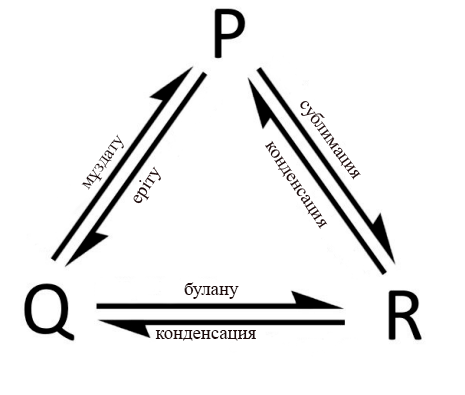 P
мұздату
еріту
сублимация
конденсация
булану
Q
R
конденсация